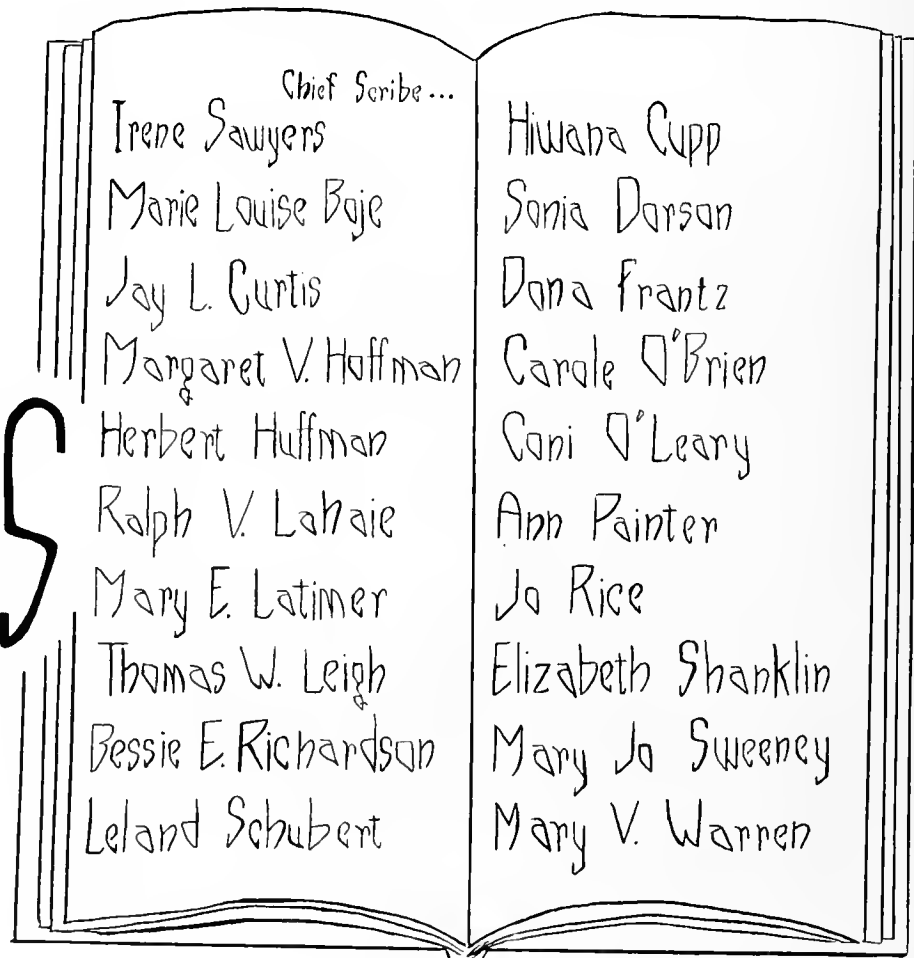 S
Chief Scribe...
Irene Sawyers
Marie Louise Boje
Jay L. Curtis
Margaret V. Hoffman
Herbert Huffman
Ralph V. Lahaie
Mary E. Latimer
Thomas W. Leigh
Bessie E. Richardson
Leland Schubert
Hiwana Cupp
Sonia Dorson
Dona Frantz
Carole O'Brien
Coni O'Leary
Ann Painter
Jo Rice
Elizabeth Shanklin
Mary Jo Sweeney
Mary V. Warren